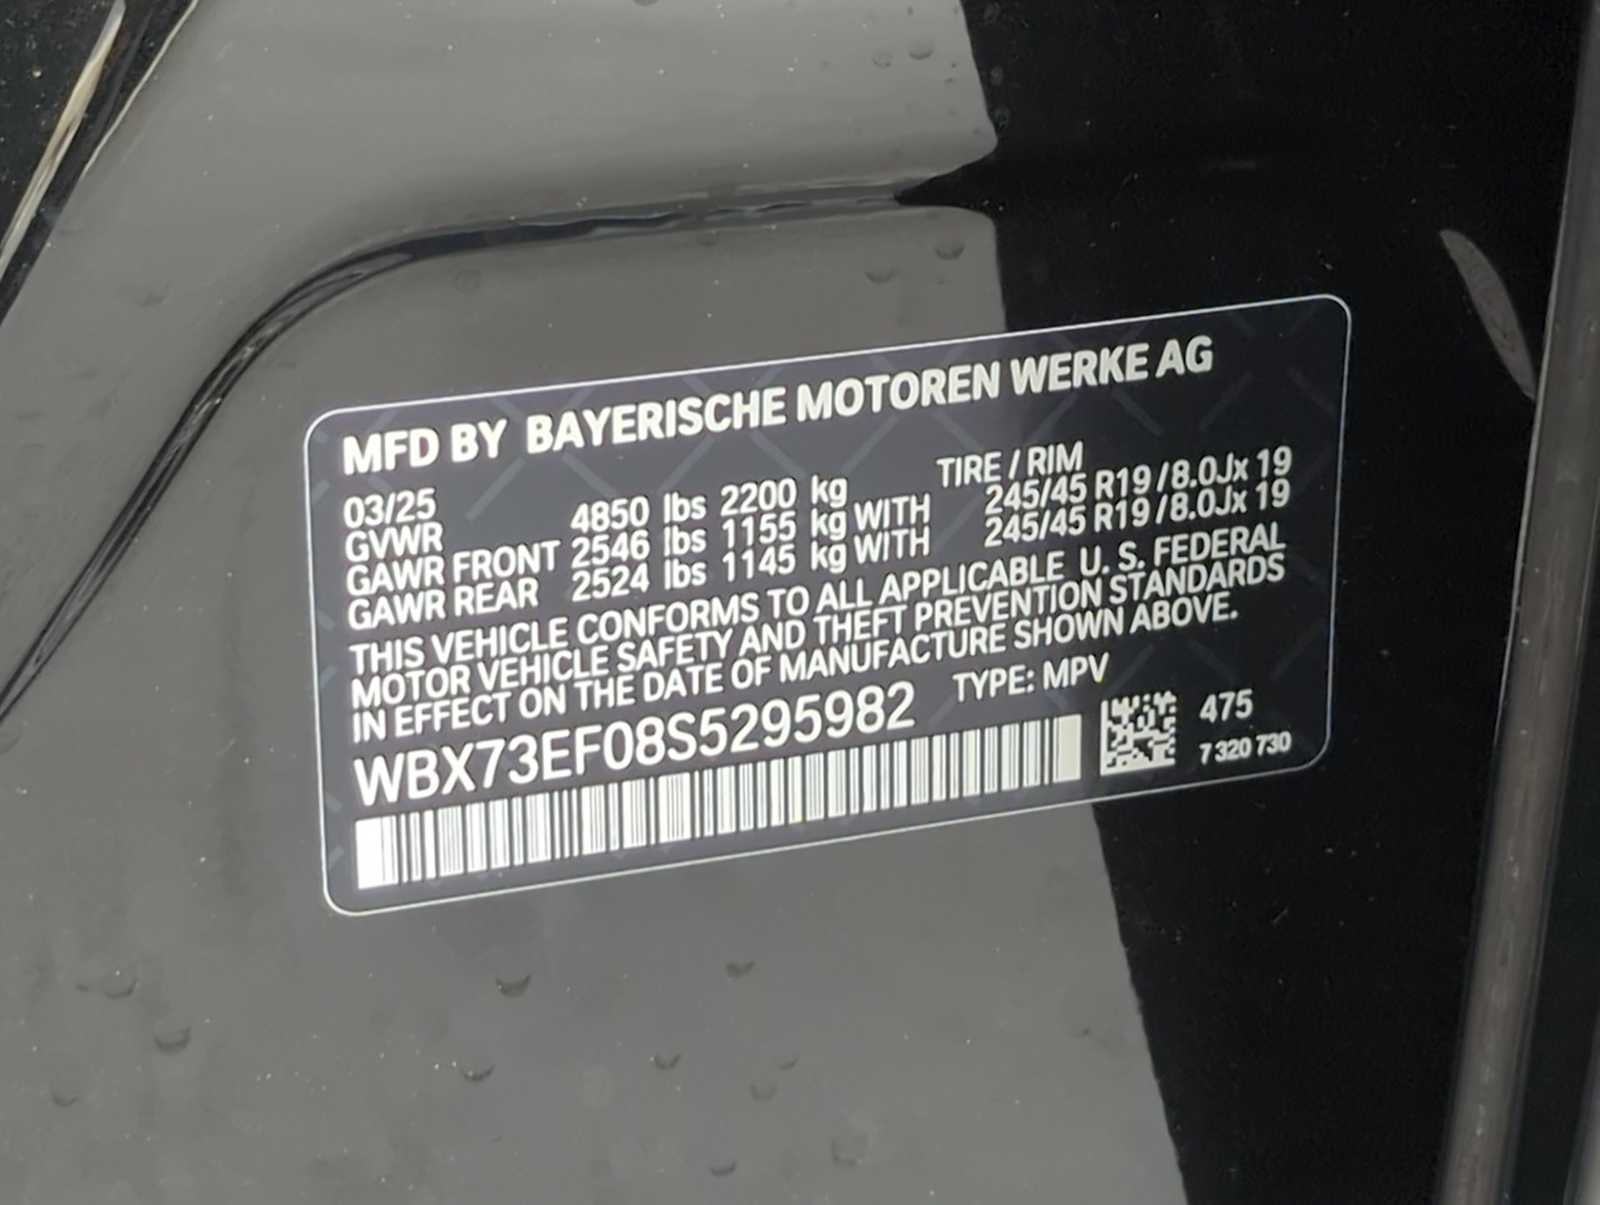 MFD BY BAYERISCHE MOTOREN WERKE AG
03/25 TIRE / RIM
GVWR 4850 lbs 2200 kg
GAWR FRONT 2546 lbs 1155 kg WITH 245/45 R19 / 8.0Jx 19
GAWR REAR 2524 lbs 1145 kg WITH 245/45 R19 / 8.0Jx 19
THIS VEHICLE CONFORMS TO ALL APPLICABLE U. S. FEDERAL
MOTOR VEHICLE SAFETY AND THEFT PREVENTION STANDARDS
IN EFFECT ON THE DATE OF MANUFACTURE SHOWN ABOVE.
WBX73EF08S5295982 TYPE: MPV
475
7 320 730